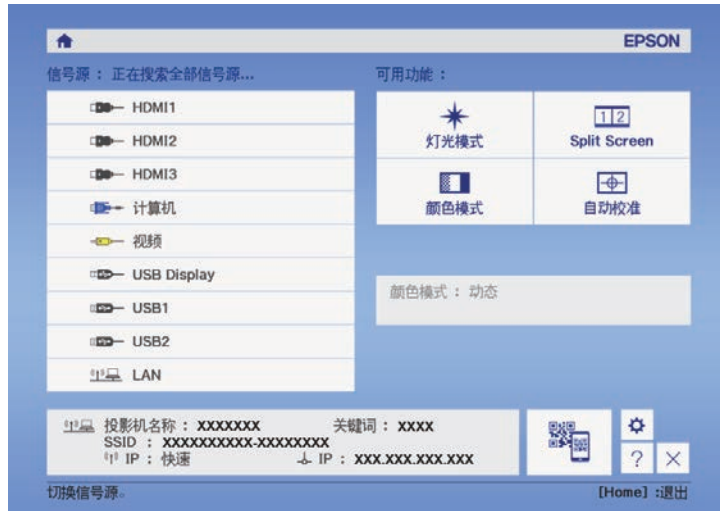 EPSON
信号源 : 正在搜索全部信号源...
HDMI1
HDMI2
HDMI3
计算机
视频
USB Display
USB1
USB2
LAN
可用功能 :
灯光模式
1 2
Split Screen
颜色模式
自动校准
颜色模式 : 动态
投影机名称 : XXXXXXX 关键词 : XXXX
SSID : XXXXXXXXXX-XXXXXXXX
IP : 快速 IP : XXX.XXX.XXX.XXX
?
切换信号源。 [Home] :退出